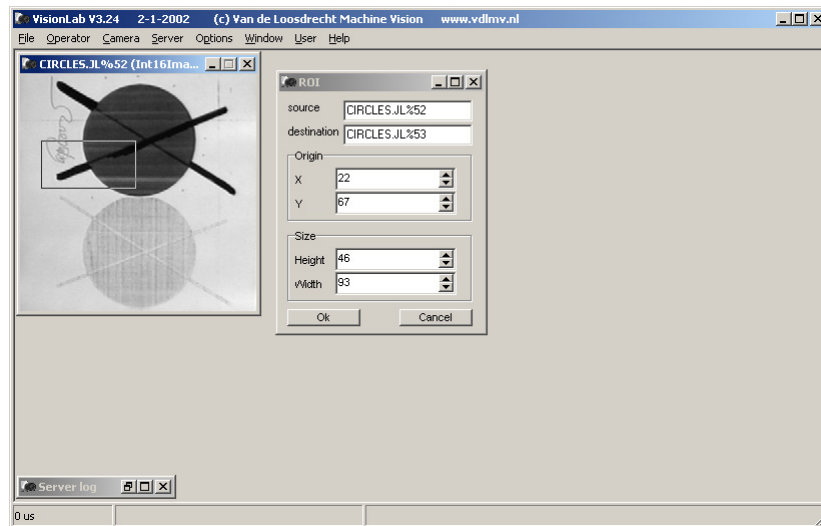 VisionLab V3.24 2-1-2002 (c) Van de Loosdrecht Machine Vision www.vdlmv.nl
File Operator Camera Server Options Window User Help
CIRCLES.JL%52 (Int16Ima...
ROI
source CIRCLES.JL%52
destination CIRCLES.JL%53
Origin
X 22
Y 67
Size
Height 46
Width 93
Ok Cancel
Server log
0 us